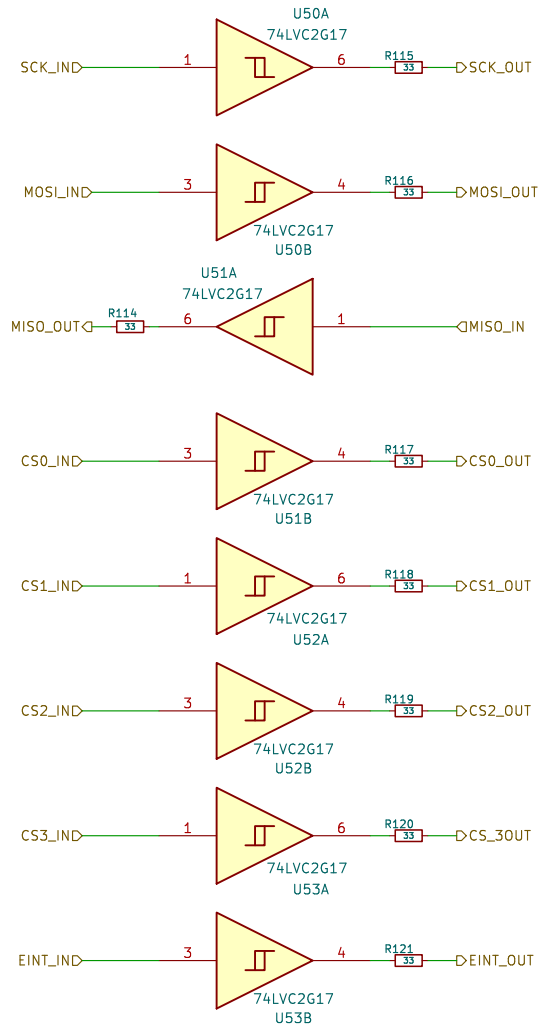 U50A
74LVC2G17
SCK_IN 1 6 R115 33 SCK_OUT
MOSI_IN 3 4 R116 33 MOSI_OUT
74LVC2G17
U50B
U51A
74LVC2G17
MISO_OUT R114 33 6 1 MISO_IN
CS0_IN 3 4 R117 33 CS0_OUT
74LVC2G17
U51B
CS1_IN 1 6 R118 33 CS1_OUT
74LVC2G17
U52A
CS2_IN 3 4 R119 33 CS2_OUT
74LVC2G17
U52B
CS3_IN 1 6 R120 33 CS_3OUT
74LVC2G17
U53A
EINT_IN 3 4 R121 33 EINT_OUT
74LVC2G17
U53B